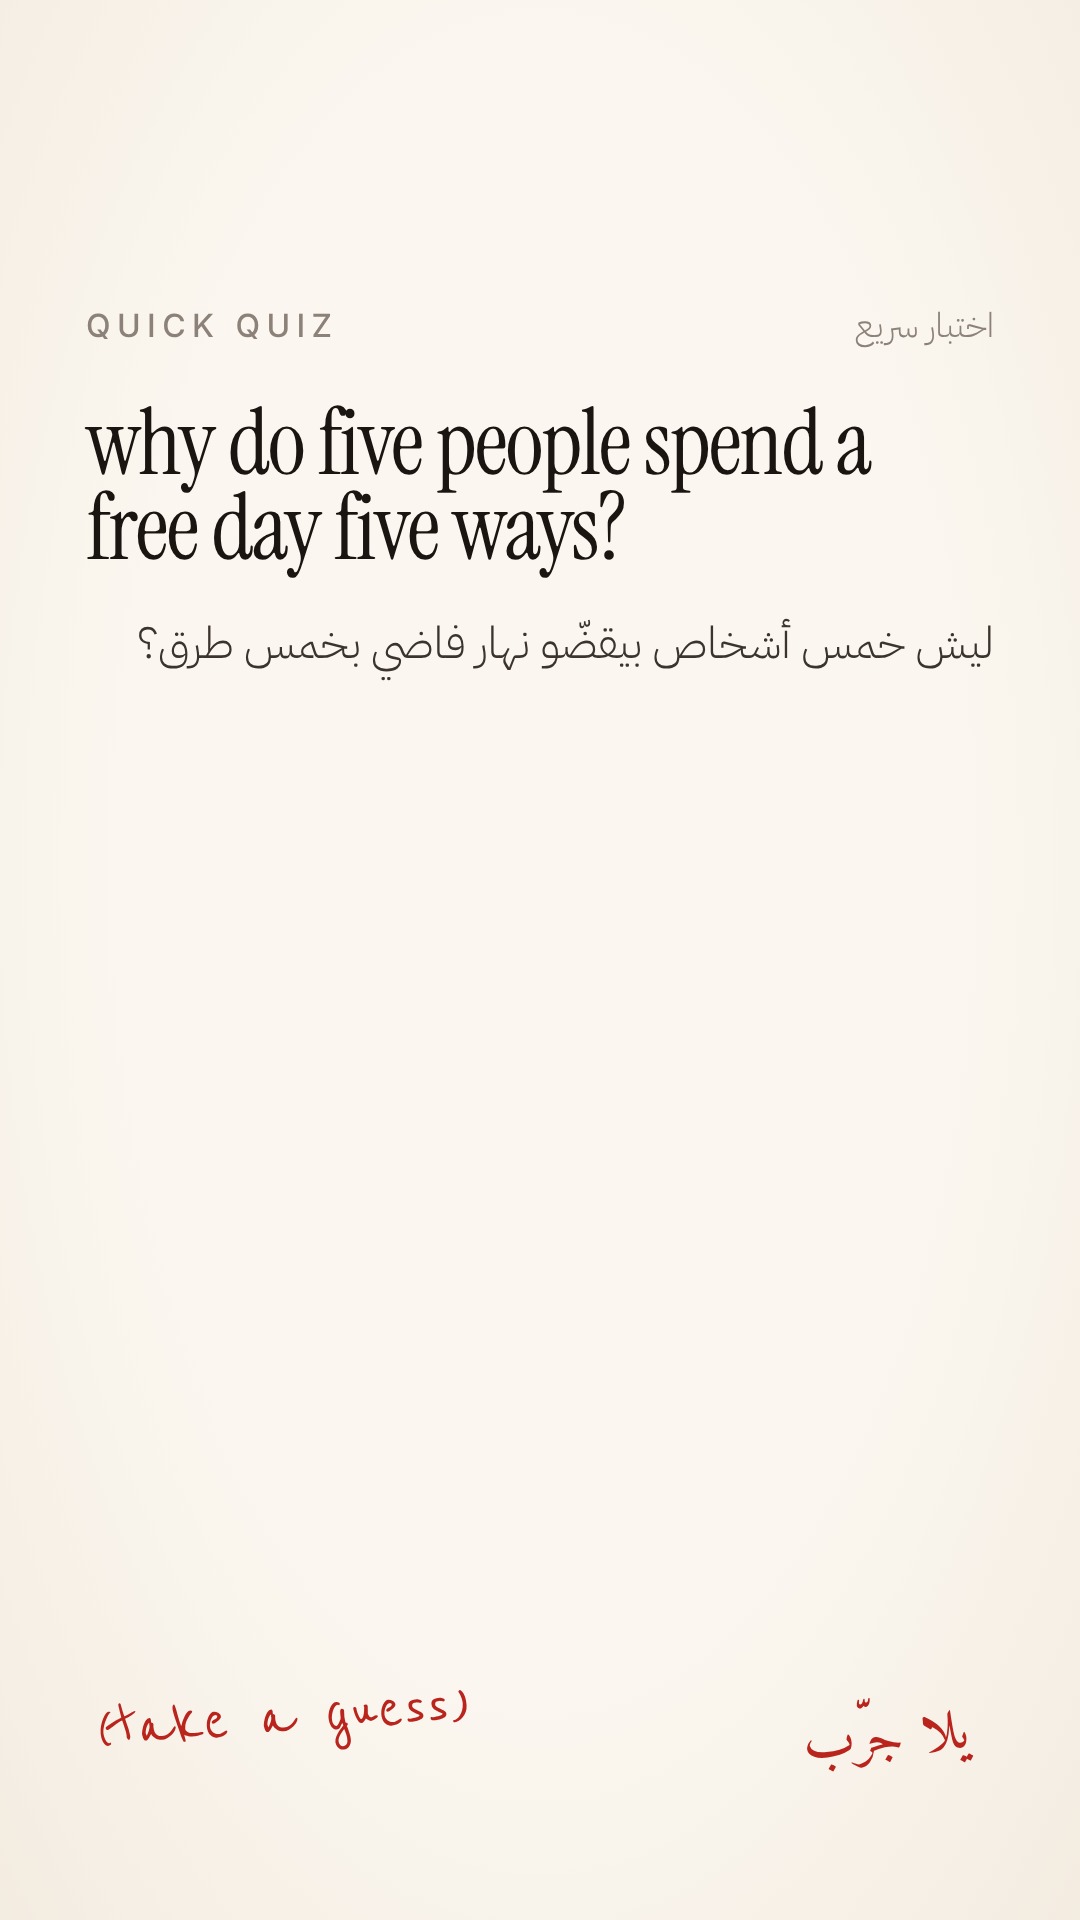 QUICK QUIZ
اختبار سريع
why do five people spend a
free day five ways?
ليش خمس أشخاص بيقضّو نهار فاضي بخمس طرق؟
(take a guess)
يلا جرّب